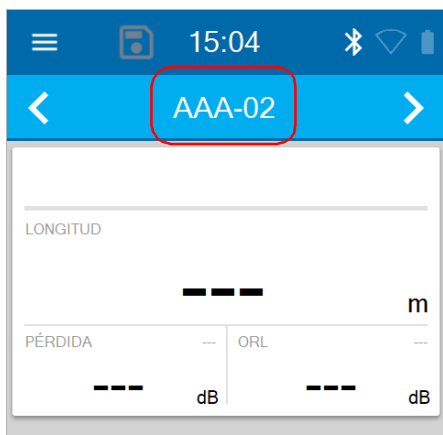 15:04
AAA-02
LONGITUD
--- m
PÉRDIDA --- ORL ---
--- dB --- dB